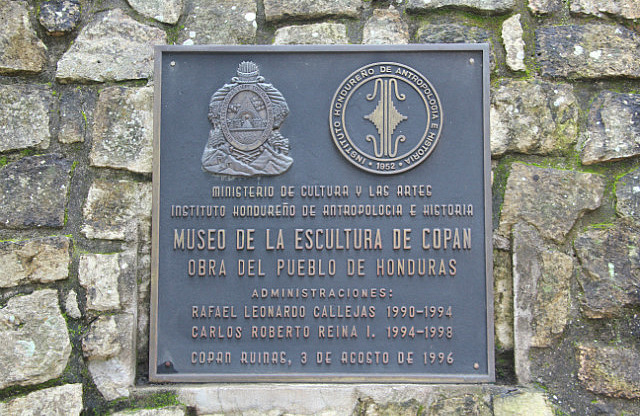 INSTITUTO HONDUREÑO DE ANTROPOLOGIA E HISTORIA
1952
MINISTERIO DE CULTURA Y LAS ARTES
INSTITUTO HONDUREÑO DE ANTROPOLOGIA E HISTORIA
MUSEO DE LA ESCULTURA DE COPAN
OBRA DEL PUEBLO DE HONDURAS
ADMINISTRACIONES:
RAFAEL LEONARDO CALLEJAS 1990-1994
CARLOS ROBERTO REINA I. 1994-1998
COPAN RUINAS, 3 DE AGOSTO DE 1996